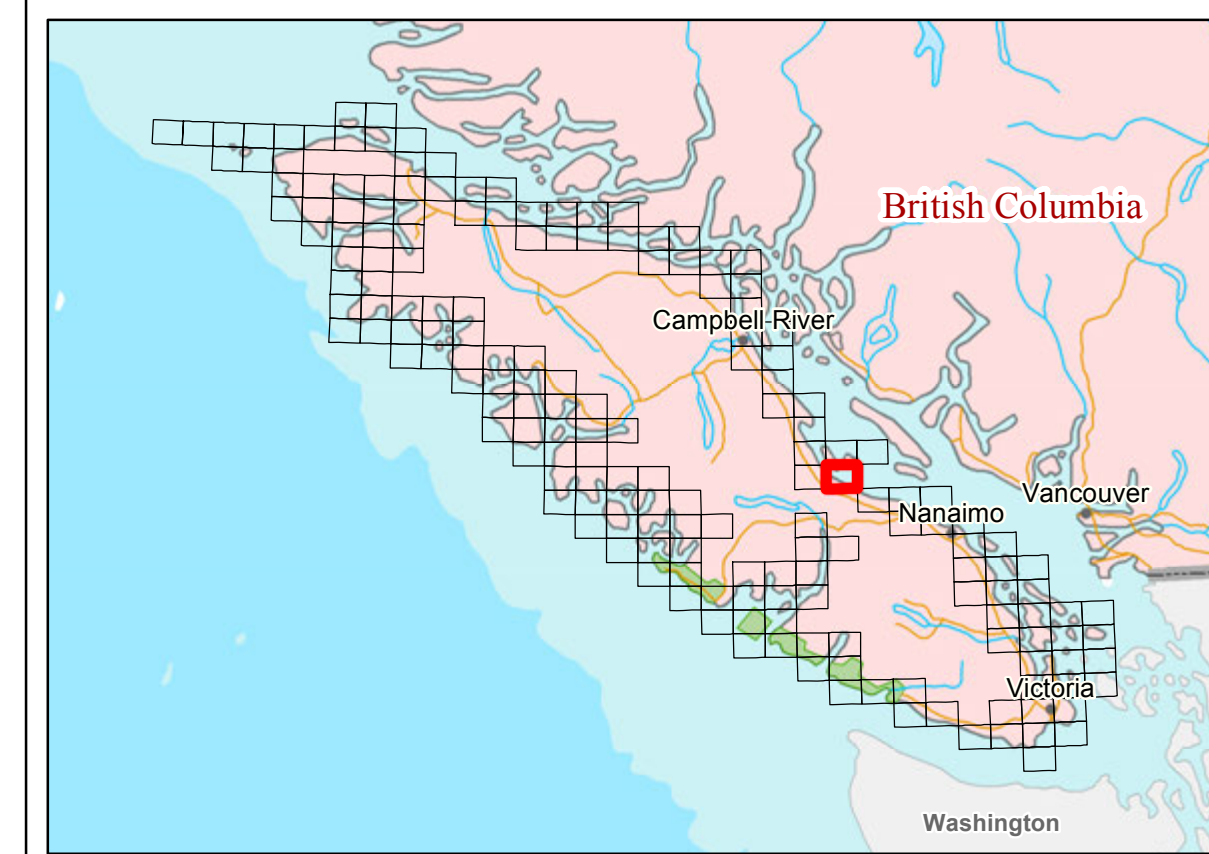 British Columbia
Campbell River
Vancouver
Nanaimo
Victoria
Washington